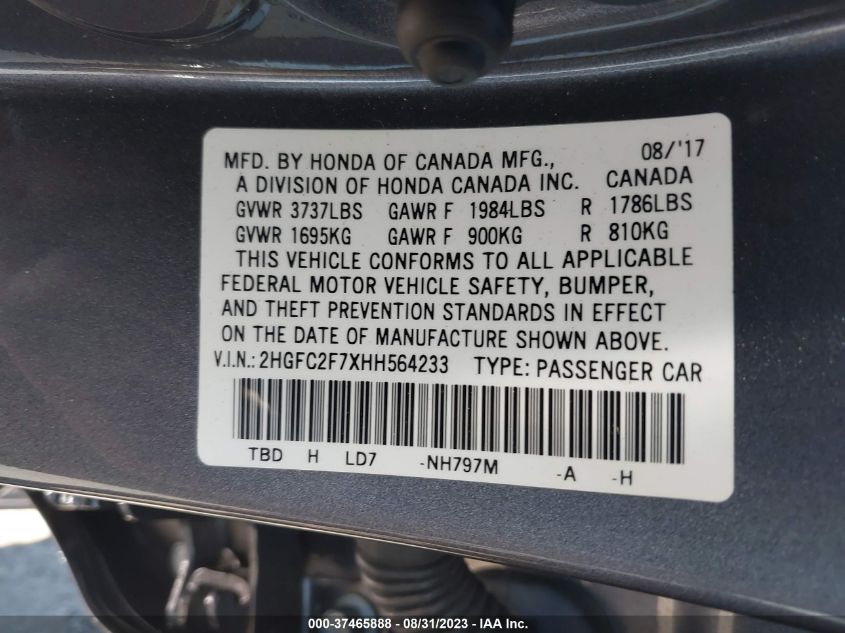 08/'17
MFD. BY HONDA OF CANADA MFG.,
A DIVISION OF HONDA CANADA INC. CANADA
GVWR 3737LBS GAWR F 1984LBS R 1786LBS
GVWR 1695KG GAWR F 900KG R 810KG
THIS VEHICLE CONFORMS TO ALL APPLICABLE
FEDERAL MOTOR VEHICLE SAFETY, BUMPER,
AND THEFT PREVENTION STANDARDS IN EFFECT
ON THE DATE OF MANUFACTURE SHOWN ABOVE.
V.I.N.: 2HGFC2F7XHH564233 TYPE: PASSENGER CAR
TBD H LD7 -NH797M -A -H
000-37465888 - 08/31/2023 - IAA Inc.